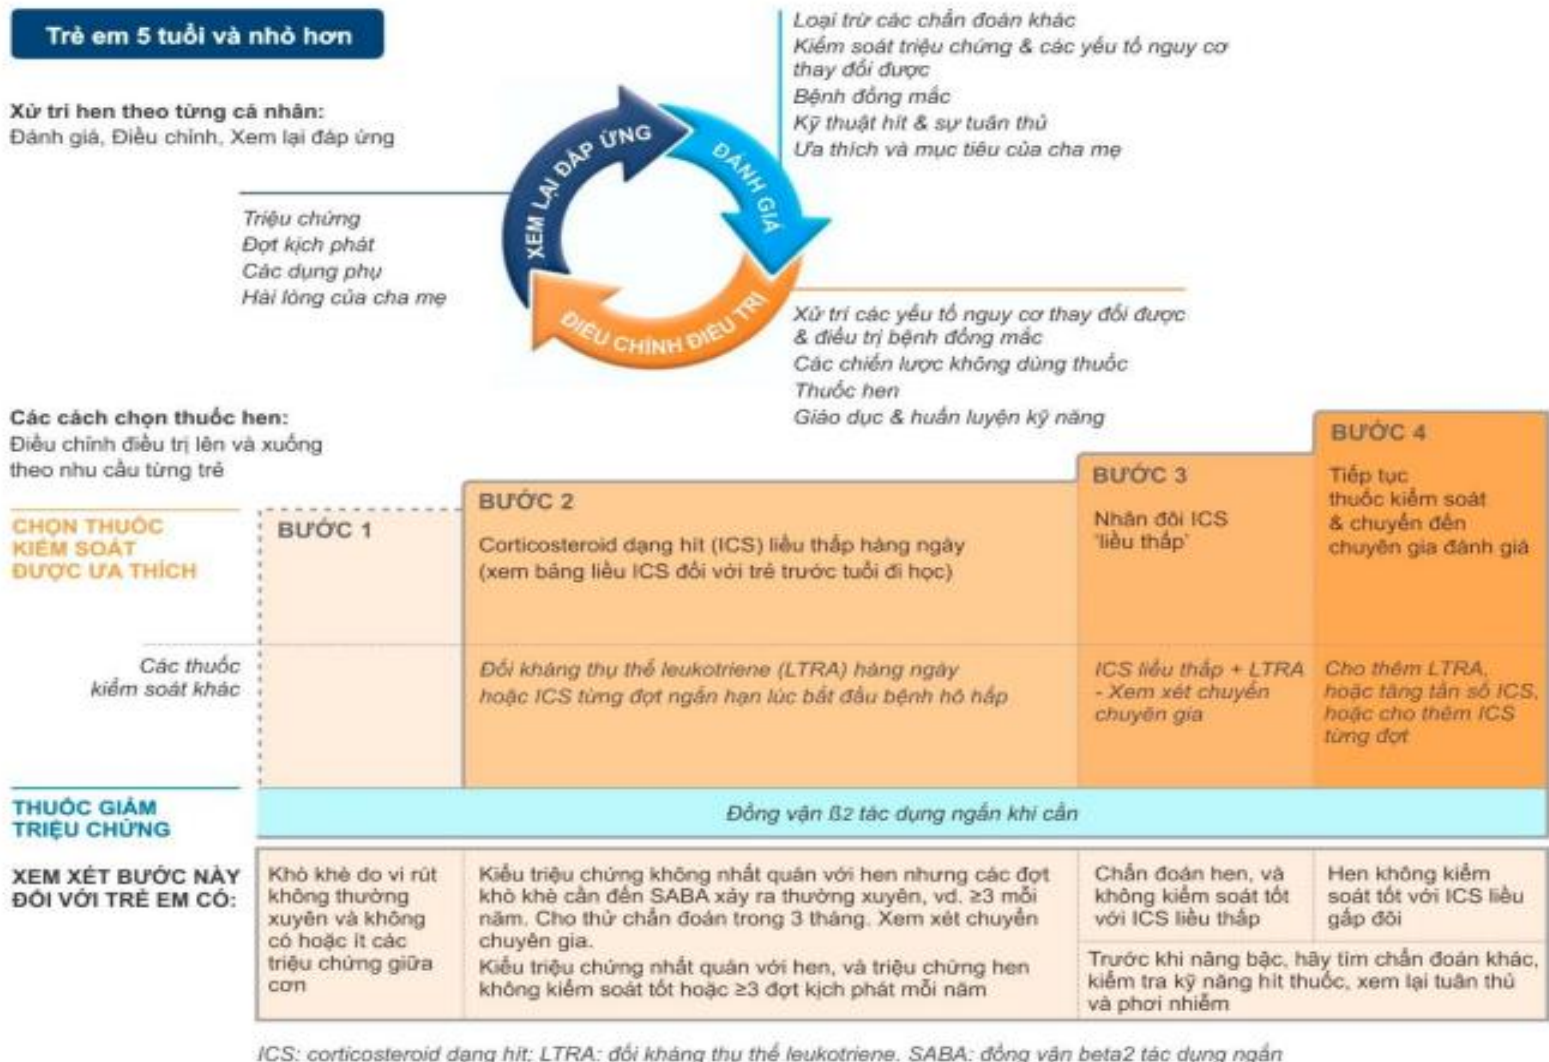 Trẻ em 5 tuổi và nhỏ hơn
Xử trí hen theo từng cá nhân:
Đánh giá, Điều chỉnh, Xem lại đáp ứng
Loại trừ các chẩn đoán khác
Kiểm soát triệu chứng & các yếu tố nguy cơ
thay đổi được
Bệnh đồng mắc
Kỹ thuật hít & sự tuân thủ
Ưa thích và mục tiêu của cha mẹ
XEM LẠI ĐÁP ỨNG
ĐÁNH GIÁ
ĐIỀU CHỈNH ĐIỀU TRỊ
Triệu chứng
Đợt kịch phát
Các dụng phụ
Hài lòng của cha mẹ
Xử trí các yếu tố nguy cơ thay đổi được
& điều trị bệnh đồng mắc
Các chiến lược không dùng thuốc
Thuốc hen
Giáo dục & huấn luyện kỹ năng
Các cách chọn thuốc hen:
Điều chỉnh điều trị lên và xuống
theo nhu cầu từng trẻ
CHỌN THUỐC
KIỂM SOÁT
ĐƯỢC ƯA THÍCH
BƯỚC 1
BƯỚC 2
Corticosteroid dạng hít (ICS) liều thấp hàng ngày
(xem bảng liều ICS đối với trẻ trước tuổi đi học)
BƯỚC 3
Nhân đôi ICS
'liều thấp'
BƯỚC 4
Tiếp tục
thuốc kiểm soát
& chuyển đến
chuyên gia đánh giá
Các thuốc
kiểm soát khác
Đối kháng thụ thể leukotriene (LTRA) hàng ngày
hoặc ICS từng đợt ngắn hạn lúc bắt đầu bệnh hô hấp
ICS liều thấp + LTRA
- Xem xét chuyển
chuyên gia
Cho thêm LTRA,
hoặc tăng tần số ICS,
hoặc cho thêm ICS
từng đợt
THUỐC GIẢM
TRIỆU CHỨNG
Đồng vận ß2 tác dụng ngắn khi cần
XEM XÉT BƯỚC NÀY
ĐỐI VỚI TRẺ EM CÓ:
Khò khè do vi rút
không thường
xuyên và không
có hoặc ít các
triệu chứng giữa
cơn
Kiểu triệu chứng không nhất quán với hen nhưng các đợt
khò khè cần đến SABA xảy ra thường xuyên, vd. ≥3 mỗi
năm. Cho thử chẩn đoán trong 3 tháng. Xem xét chuyển
chuyên gia.
Kiểu triệu chứng nhất quán với hen, và triệu chứng hen
không kiểm soát tốt hoặc ≥3 đợt kịch phát mỗi năm
Chẩn đoán hen, và
không kiểm soát tốt
với ICS liều thấp
Hen không kiểm
soát tốt với ICS liều
gấp đôi
Trước khi nâng bậc, hãy tìm chẩn đoán khác,
kiểm tra kỹ năng hít thuốc, xem lại tuân thủ
và phơi nhiễm
ICS: corticosteroid dạng hít; LTRA: đối kháng thụ thể leukotriene. SABA: đồng vận beta2 tác dụng ngắn